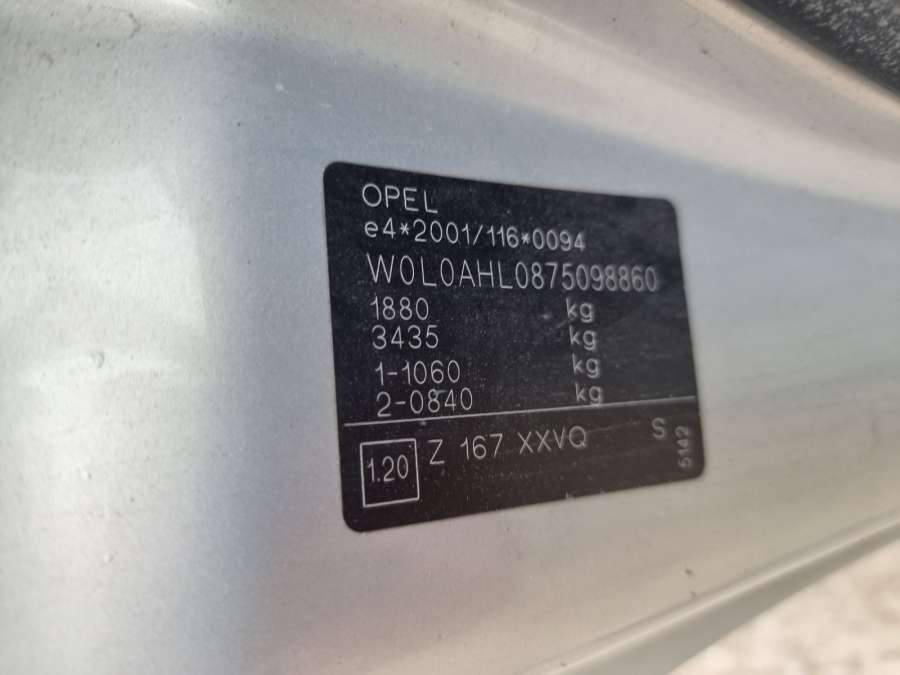 OPEL
e4*2001/116*0094
W0L0AHL0875098860
1880 kg
3435 kg
1-1060 kg
2-0840 kg
1.20 Z 167 XXVQ S
5142